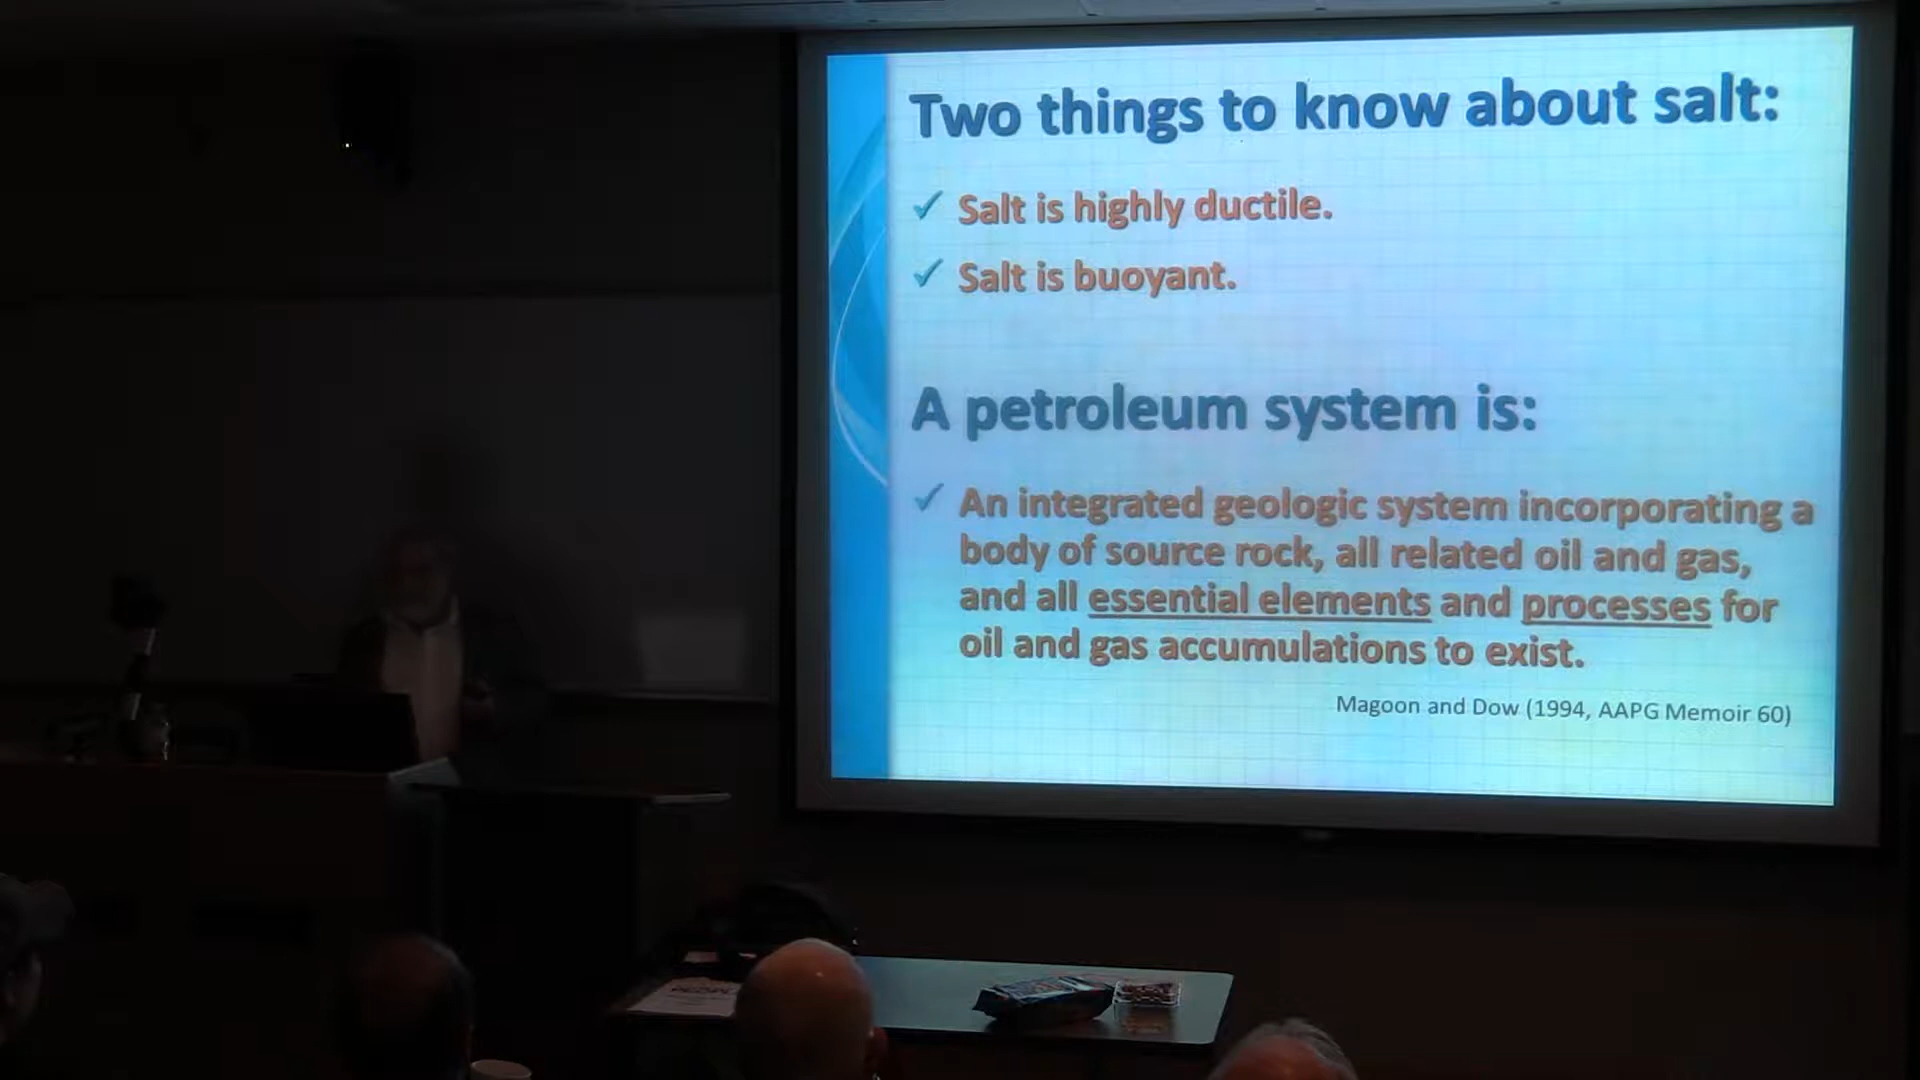 Two things to know about salt:
✓ Salt is highly ductile.
✓ Salt is buoyant.
A petroleum system is:
✓ An integrated geologic system incorporating a
body of source rock, all related oil and gas,
and all essential elements and processes for
oil and gas accumulations to exist.
Magoon and Dow (1994, AAPG Memoir 60)